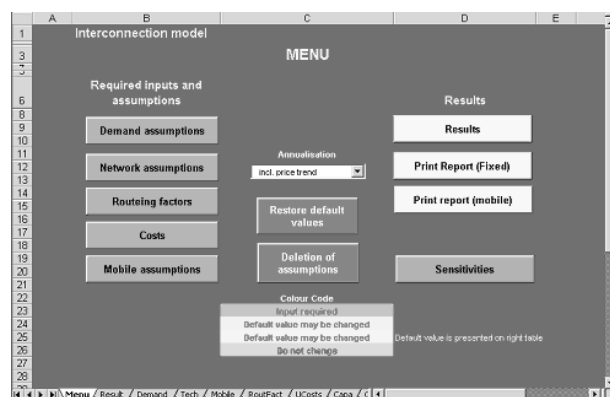 A B C D E
1 Interconnection model
3 MENU
Required inputs and
6 assumptions Results
8
9 Demand assumptions Results
10
11 Annualisation
12 Network assumptions incl. price trend Print Report (Fixed)
13
14
15 Routeing factors Print report (mobile)
16 Restore default
17 values
18 Costs
19 Deletion of
20 Mobile assumptions assumptions Sensitivities
21
22 Colour Code
23 Input required
24 Default value may be changed
25 Default value may be changed Default value is presented on right table
26 Do not change
27
28
Menu / Result / Demand / Tech / Mobile / RoutFact / UCosts / Capa /